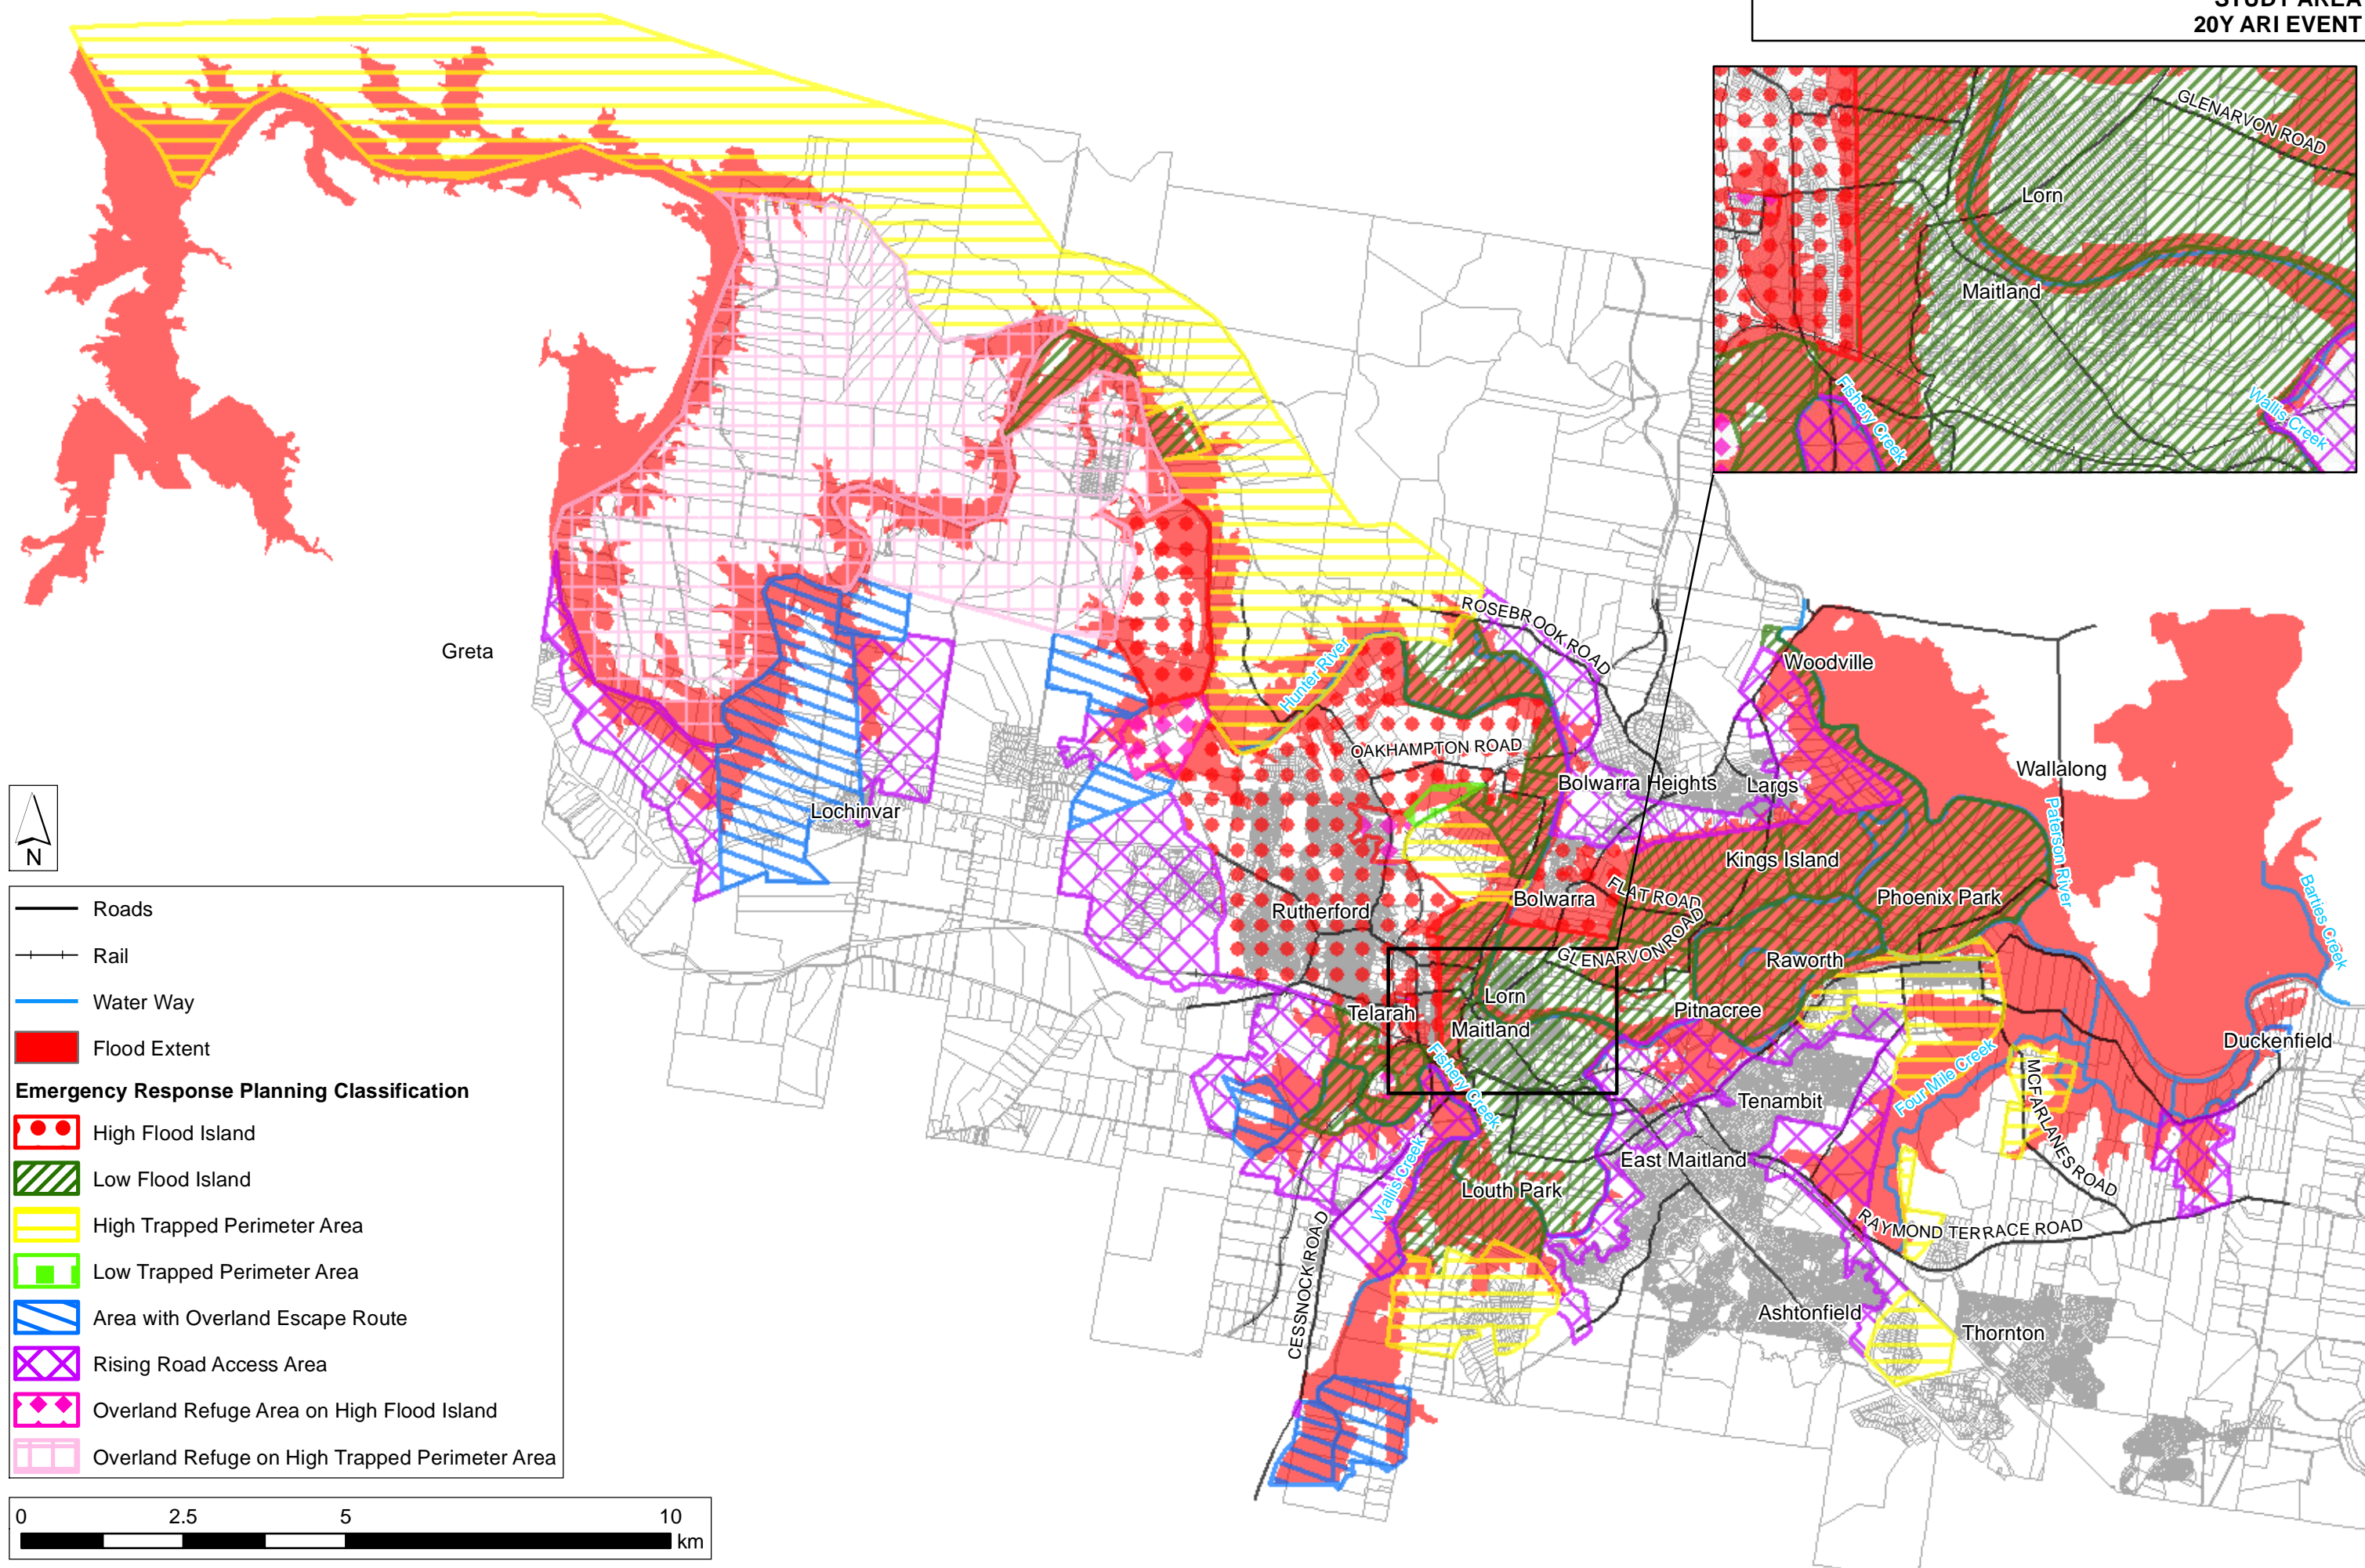 STUDY AREA
20Y ARI EVENT
GLENARVON ROAD
Lorn
Maitland
Fishery Creek
Wallis Creek
Greta
ROSEBROOK ROAD
Hunter River
Woodville
OAKHAMPTON ROAD
Wallalong
Bolwarra Heights
Largs
Lochinvar
Paterson River
Kings Island
Barties Creek
Bolwarra
FLAT ROAD
Phoenix Park
Rutherford
GLENARVON ROAD
Raworth
Lorn
Pitnacree
Telarah
Maitland
Duckenfield
Fishery Creek
Four Mile Creek
MCFARLANES ROAD
Tenambit
East Maitland
Wallis Creek
Louth Park
RAYMOND TERRACE ROAD
CESSNOCK ROAD
Ashtonfield
Thornton
N
Roads
Rail
Water Way
Flood Extent
Emergency Response Planning Classification
High Flood Island
Low Flood Island
High Trapped Perimeter Area
Low Trapped Perimeter Area
Area with Overland Escape Route
Rising Road Access Area
Overland Refuge Area on High Flood Island
Overland Refuge on High Trapped Perimeter Area
0 2.5 5 10
km